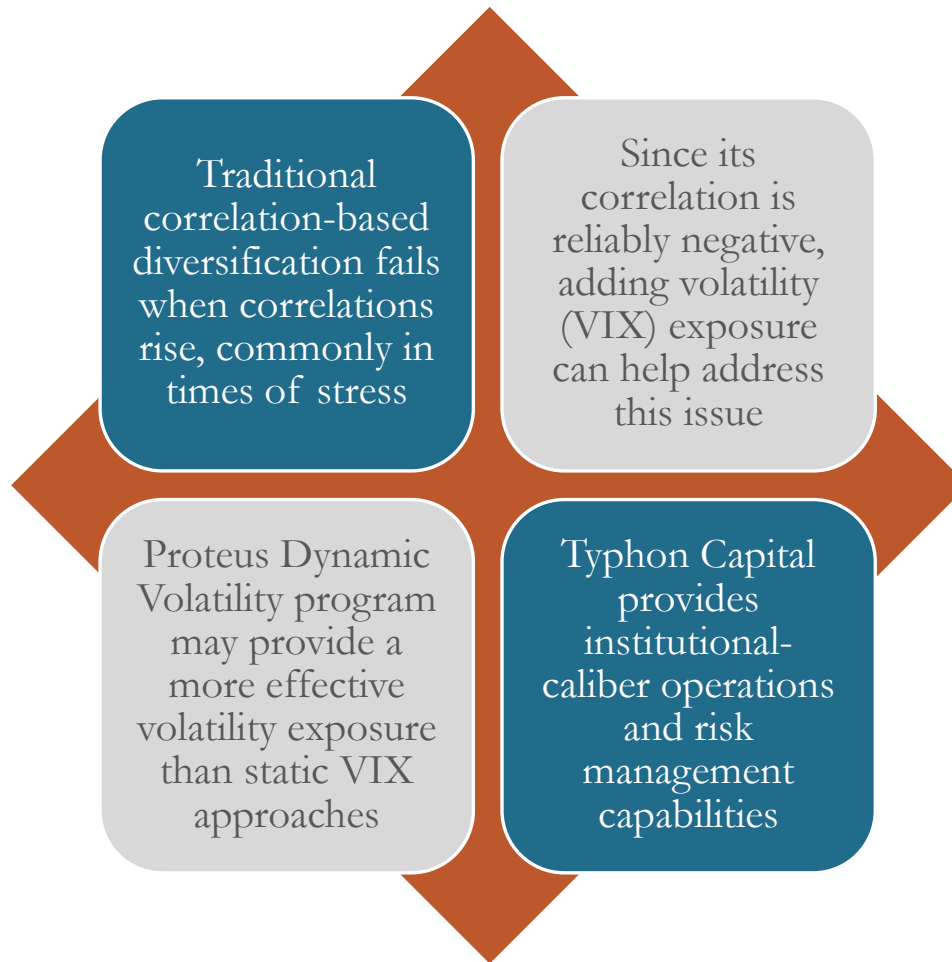 Traditional
correlation-based
diversification fails
when correlations
rise, commonly in
times of stress
Since its
correlation is
reliably negative,
adding volatility
(VIX) exposure
can help address
this issue
Proteus Dynamic
Volatility program
may provide a
more effective
volatility exposure
than static VIX
approaches
Typhon Capital
provides
institutional-
caliber operations
and risk
management
capabilities